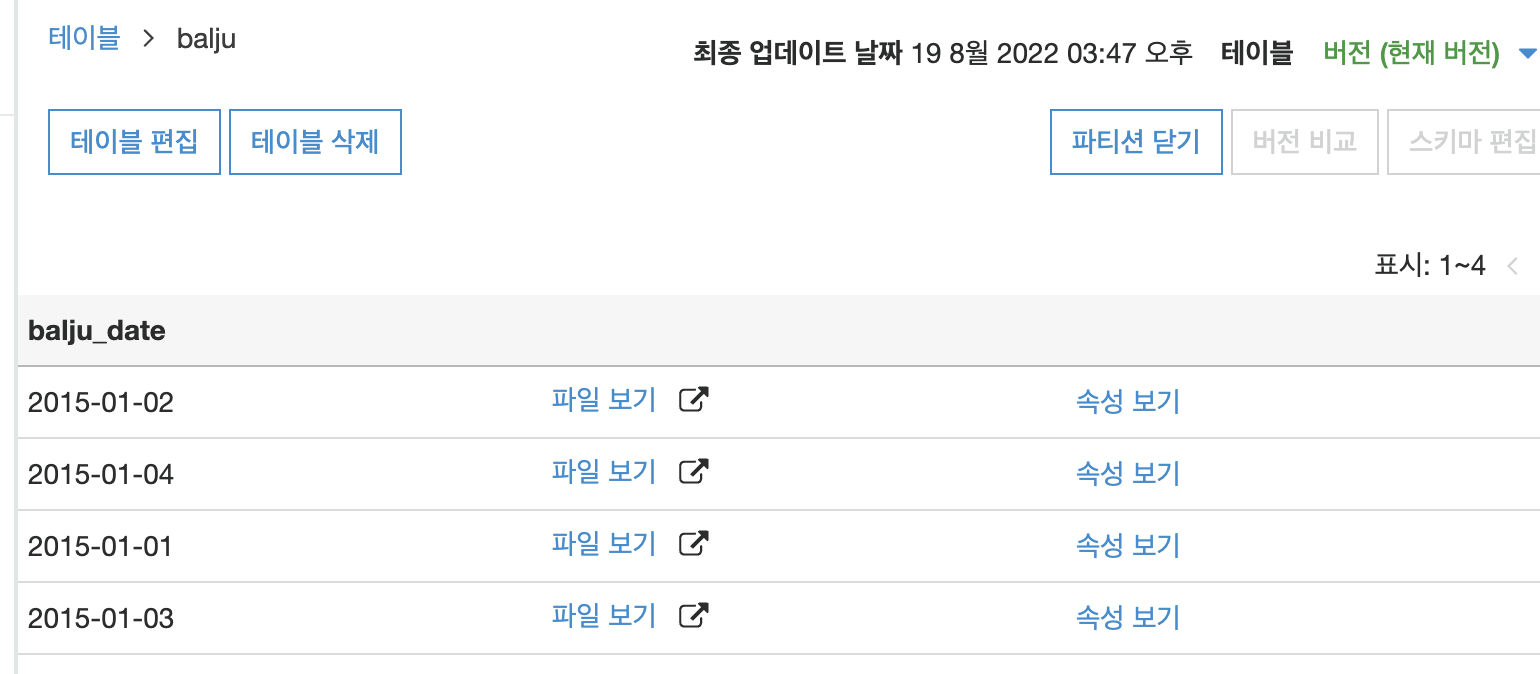 테이블 > balju
최종 업데이트 날짜 19 8월 2022 03:47 오후 테이블 버전 (현재 버전)
테이블 편집 테이블 삭제 파티션 닫기 버전 비교 스키마 편집
표시: 1~4 <
balju_date
2015-01-02 파일 보기 속성 보기
2015-01-04 파일 보기 속성 보기
2015-01-01 파일 보기 속성 보기
2015-01-03 파일 보기 속성 보기